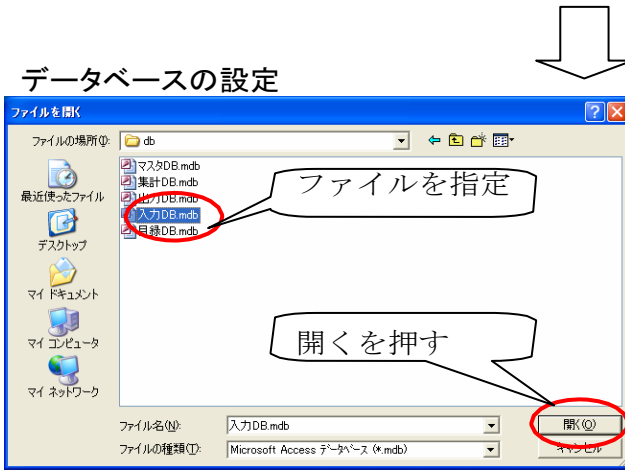 データベースの設定
ファイルを開く
ファイルの場所(I):
db
最近使ったファイル
デスクトップ
マイ ドキュメント
マイ コンピュータ
マイ ネットワーク
マスタDB.mdb
集計DB.mdb
出力DB.mdb
入力DB.mdb
目録DB.mdb
ファイルを指定
開くを押す
ファイル名(N):
入力DB.mdb
開く(O)
ファイルの種類(T):
Microsoft Access データベース (*.mdb)
キャンセル